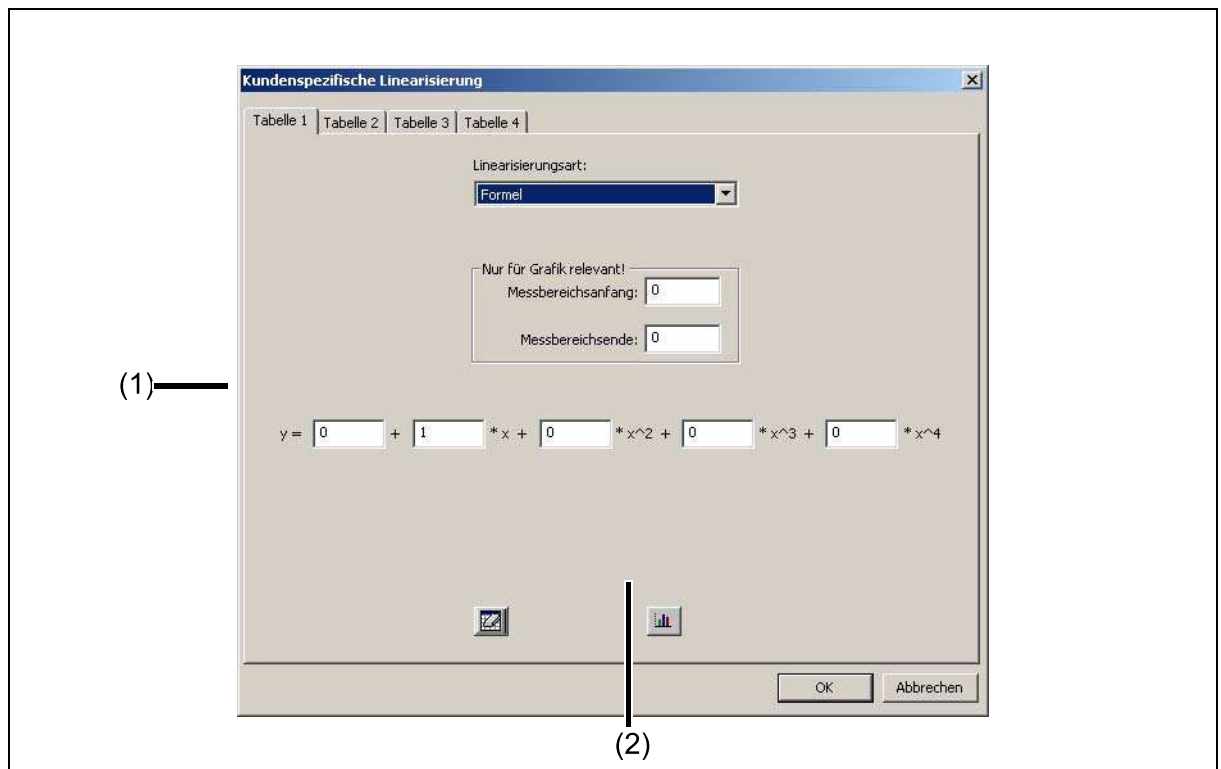 Kundenspezifische Linearisierung
Tabelle 1 Tabelle 2 Tabelle 3 Tabelle 4
Linearisierungsart:
Formel
Nur für Grafik relevant!
Messbereichsanfang: 0
Messbereichsende: 0
(1)
y = 0 + 1 * x + 0 * x^2 + 0 * x^3 + 0 * x^4
OK Abbrechen
(2)